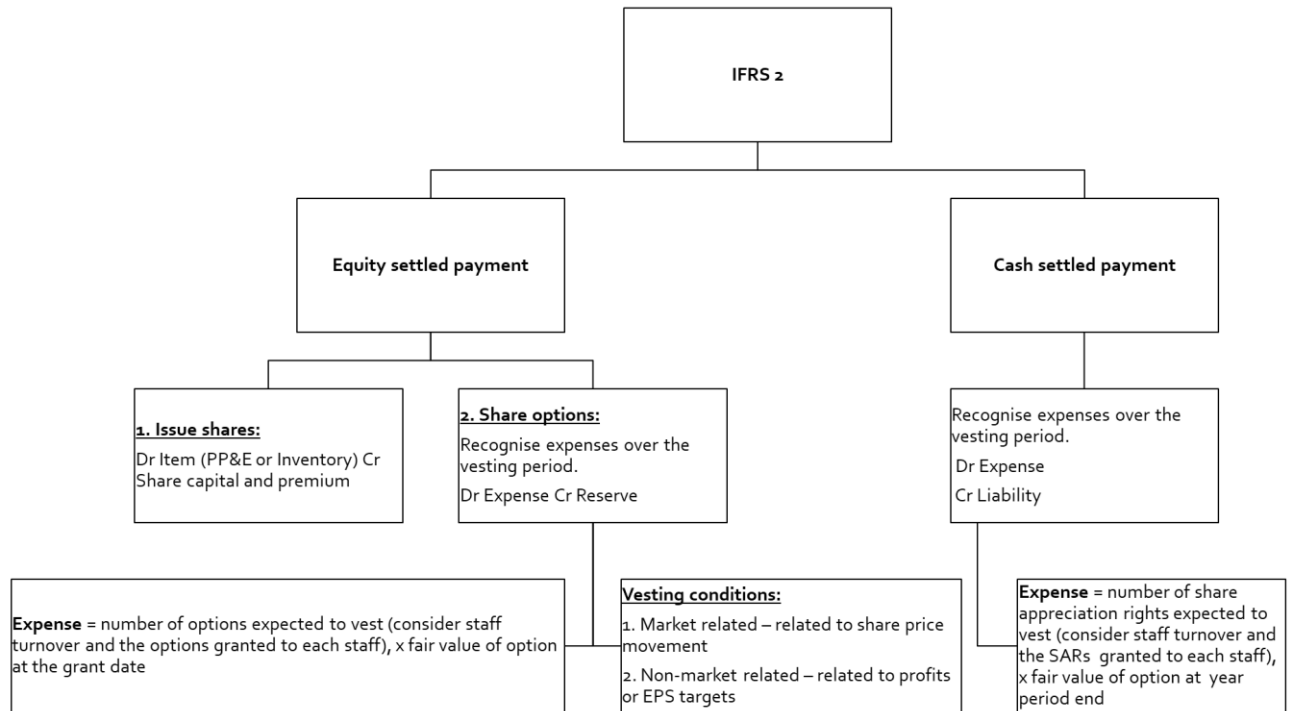 IFRS 2
Equity settled payment
Cash settled payment
1. Issue shares:
Dr Item (PP&E or Inventory) Cr
Share capital and premium
2. Share options:
Recognise expenses over the
vesting period.
Dr Expense Cr Reserve
Recognise expenses over the
vesting period.
Dr Expense
Cr Liability
Expense = number of options expected to vest (consider staff
turnover and the options granted to each staff), x fair value of option
at the grant date
Vesting conditions:
1. Market related – related to share price
movement
2. Non-market related – related to profits
or EPS targets
Expense = number of share
appreciation rights expected to
vest (consider staff turnover and
the SARs granted to each staff),
x fair value of option at year
period end